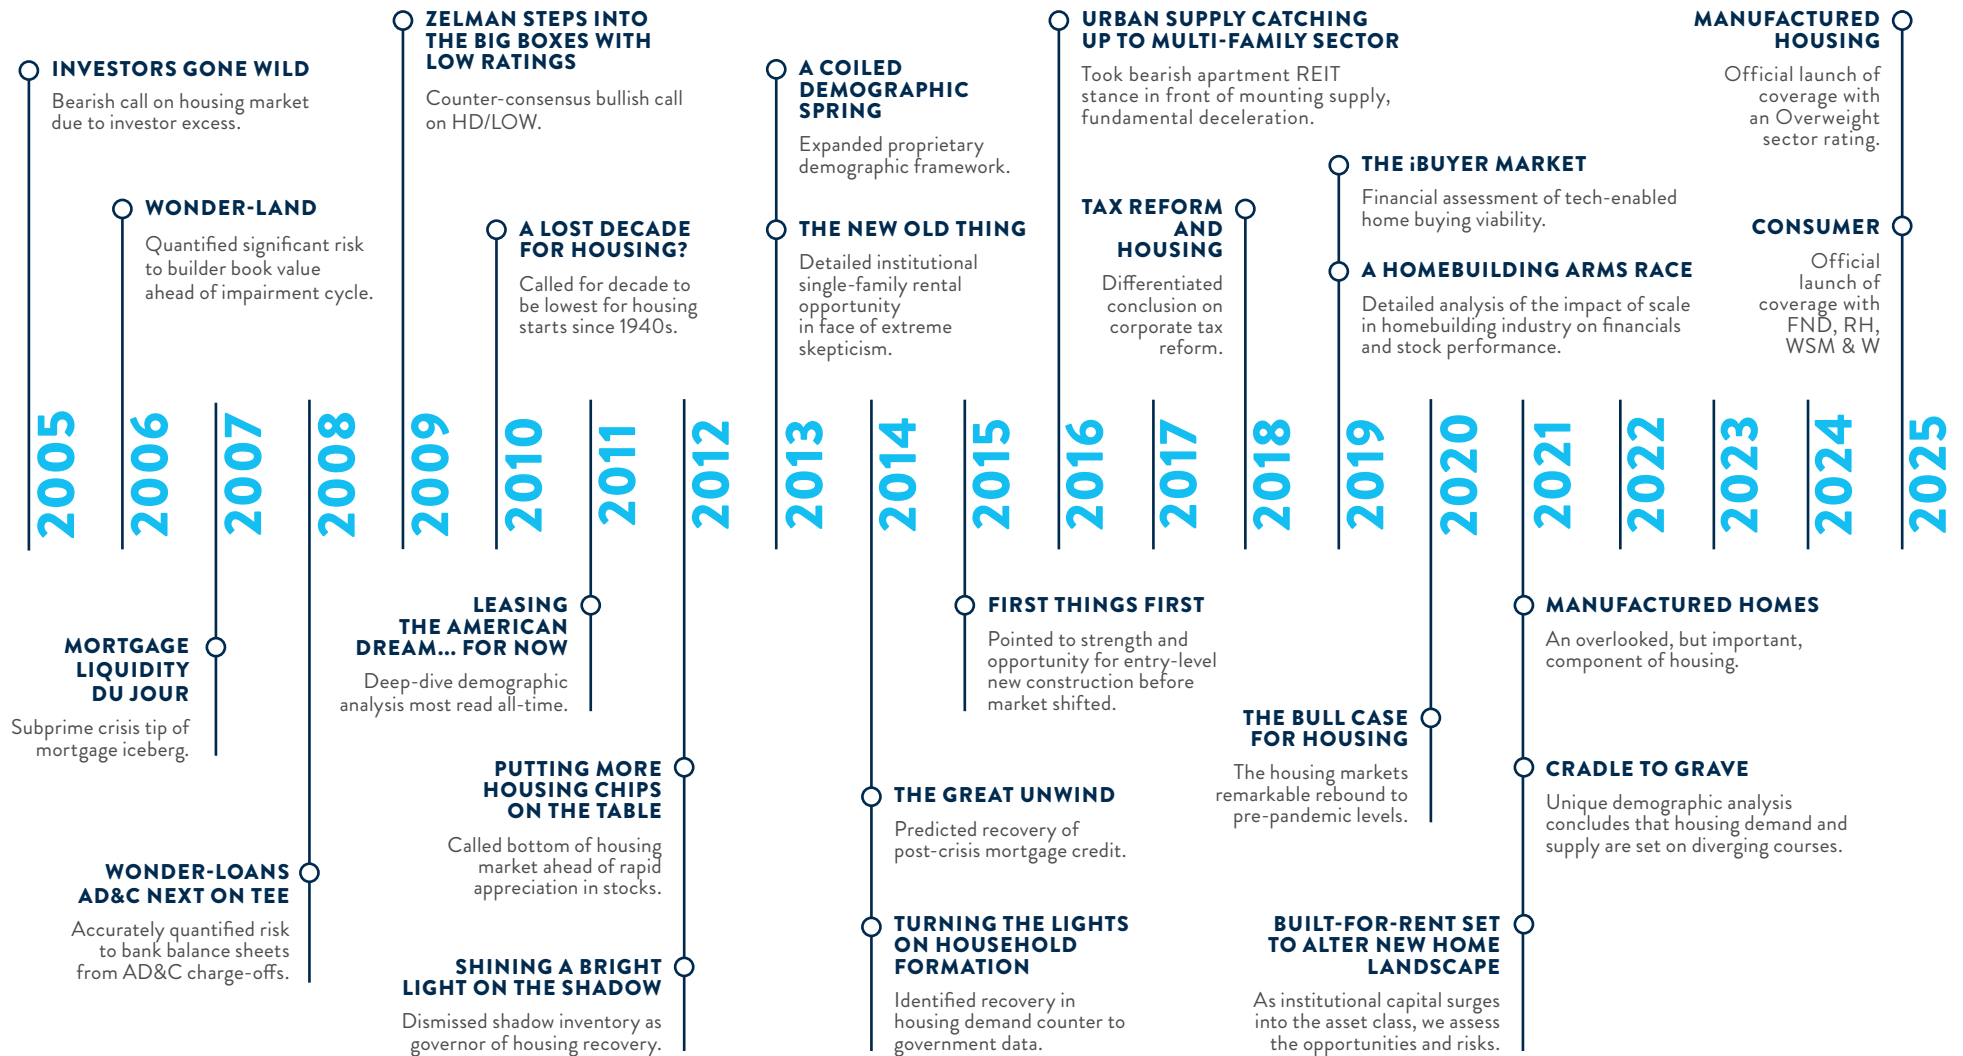 INVESTORS GONE WILD
Bearish call on housing market
due to investor excess.
WONDER-LAND
Quantified significant risk
to builder book value
ahead of impairment cycle.
ZELMAN STEPS INTO
THE BIG BOXES WITH
LOW RATINGS
Counter-consensus bullish call
on HD/LOW.
A LOST DECADE
FOR HOUSING?
Called for decade to
be lowest for housing
starts since 1940s.
A COILED
DEMOGRAPHIC
SPRING
Expanded proprietary
demographic framework.
THE NEW OLD THING
Detailed institutional
single-family rental
opportunity
in face of extreme
skepticism.
URBAN SUPPLY CATCHING
UP TO MULTI-FAMILY SECTOR
Took bearish apartment REIT
stance in front of mounting supply,
fundamental deceleration.
TAX REFORM
AND
HOUSING
Differentiated
conclusion on
corporate tax
reform.
THE iBUYER MARKET
Financial assessment of tech-enabled
home buying viability.
A HOMEBUILDING ARMS RACE
Detailed analysis of the impact of scale
in homebuilding industry on financials
and stock performance.
MANUFACTURED
HOUSING
Official launch of
coverage with
an Overweight
sector rating.
CONSUMER
Official
launch of
coverage with
FND, RH,
WSM & W
2005
2006
2007
2008
2009
2010
2011
2012
2013
2014
2015
2016
2017
2018
2019
2020
2021
2022
2023
2024
2025
MORTGAGE
LIQUIDITY
DU JOUR
Subprime crisis tip of
mortgage iceberg.
WONDER-LOANS
AD&C NEXT ON TEE
Accurately quantified risk
to bank balance sheets
from AD&C charge-offs.
LEASING
THE AMERICAN
DREAM... FOR NOW
Deep-dive demographic
analysis most read all-time.
PUTTING MORE
HOUSING CHIPS
ON THE TABLE
Called bottom of housing
market ahead of rapid
appreciation in stocks.
SHINING A BRIGHT
LIGHT ON THE SHADOW
Dismissed shadow inventory as
governor of housing recovery.
THE GREAT UNWIND
Predicted recovery of
post-crisis mortgage credit.
TURNING THE LIGHTS
ON HOUSEHOLD
FORMATION
Identified recovery in
housing demand counter to
government data.
FIRST THINGS FIRST
Pointed to strength and
opportunity for entry-level
new construction before
market shifted.
THE BULL CASE
FOR HOUSING
The housing markets
remarkable rebound to
pre-pandemic levels.
MANUFACTURED HOMES
An overlooked, but important,
component of housing.
CRADLE TO GRAVE
Unique demographic analysis
concludes that housing demand and
supply are set on diverging courses.
BUILT-FOR-RENT SET
TO ALTER NEW HOME
LANDSCAPE
As institutional capital surges
into the asset class, we assess
the opportunities and risks.